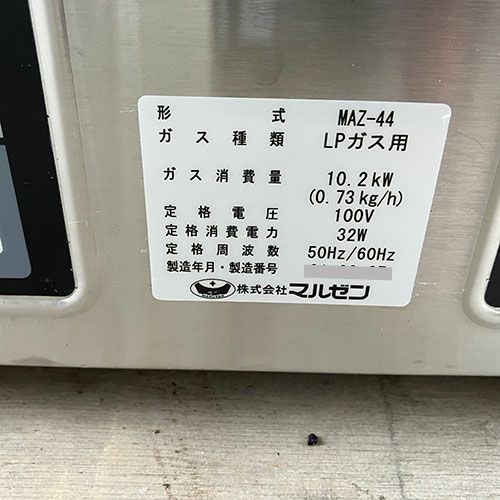 形式 MAZ-44
ガス種類 LPガス用
ガス消費量 10.2kW
(0.73kg/h)
定格電圧 100V
定格消費電力 32W
定格周波数 50Hz/60Hz
製造年月・製造番号
株式会社マルゼン